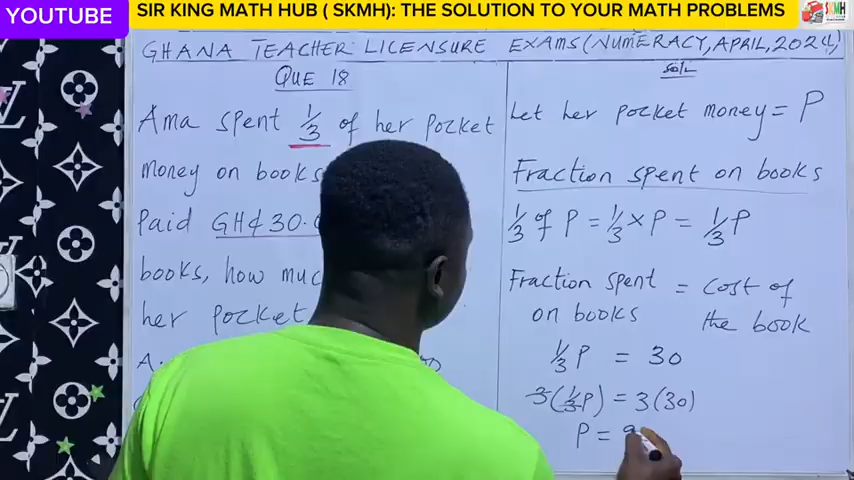 YOUTUBE
SIR KING MATH HUB ( SKMH): THE SOLUTION TO YOUR MATH PROBLEMS
SKMH
GHANA TEACHER LICENSURE EXAMS (NUMERACY, APRIL, 2024)
QUE 18
Ama spent 1/3 of her pocket
money on books
Paid GH₵30.
books, how muc
her pocket
A.
soln
Let her pocket money = P
Fraction spent on books
1/3 of P = 1/3 × P = 1/3 P
Fraction spent = cost of
on books the book
1/3 P = 30
3(1/3 P) = 3(30)
P = 9